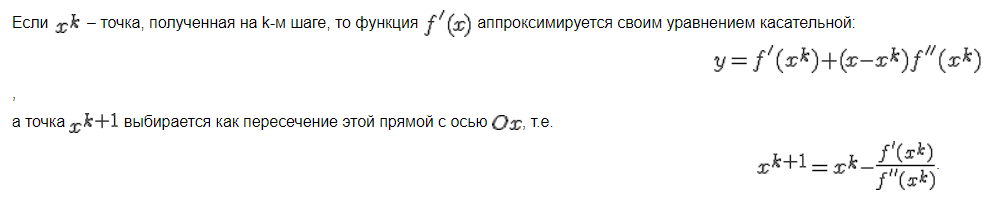 Если x^k – точка, полученная на k-м шаге, то функция f′(x) аппроксимируется своим уравнением касательной:
y = f′(x^k)+(x−x^k)f″(x^k)
,
а точка x^{k+1} выбирается как пересечение этой прямой с осью Ox, т.е.
x^{k+1} = x^k − \frac{f′(x^k)}{f″(x^k)}.